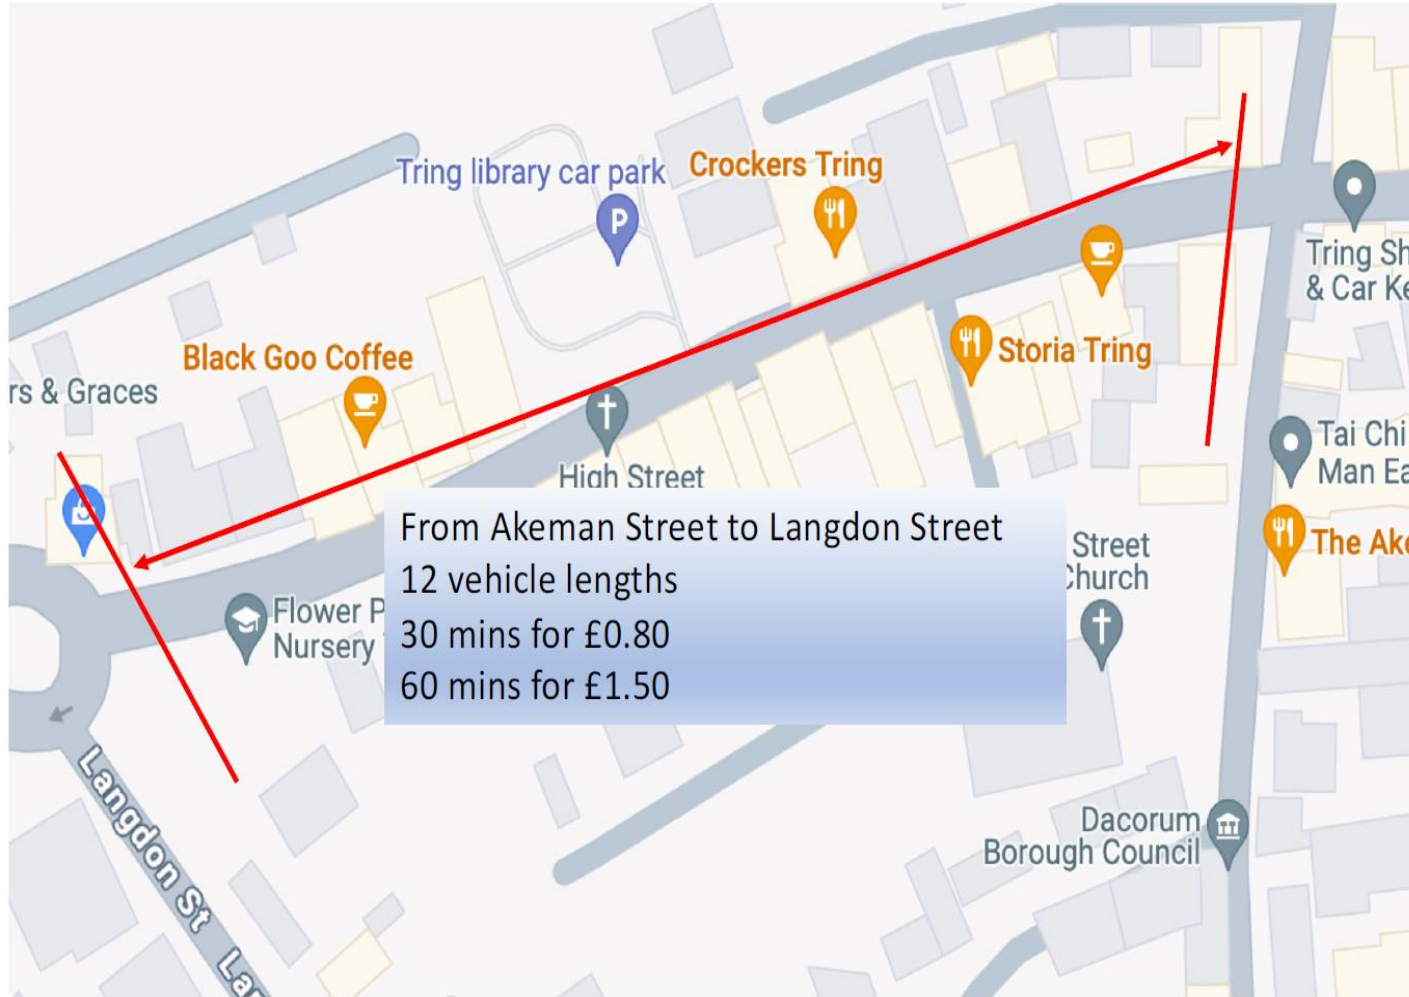 Tring library car park
Crockers Tring
P
Tring Sh
& Car Ke
Black Goo Coffee
Storia Tring
rs & Graces
High Street
Tai Chi
Man Ea
From Akeman Street to Langdon Street
12 vehicle lengths
30 mins for £0.80
60 mins for £1.50
Street
Church
The Ake
Flower P
Nursery
Langdon St
La
Dacorum
Borough Council